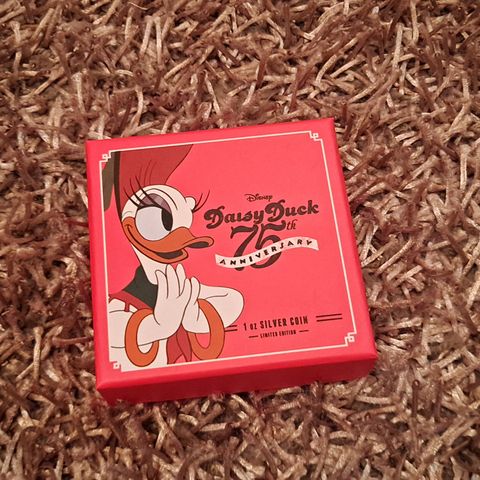 Disney
Daisy Duck
75th
ANNIVERSARY
1 oz SILVER COIN
LIMITED EDITION